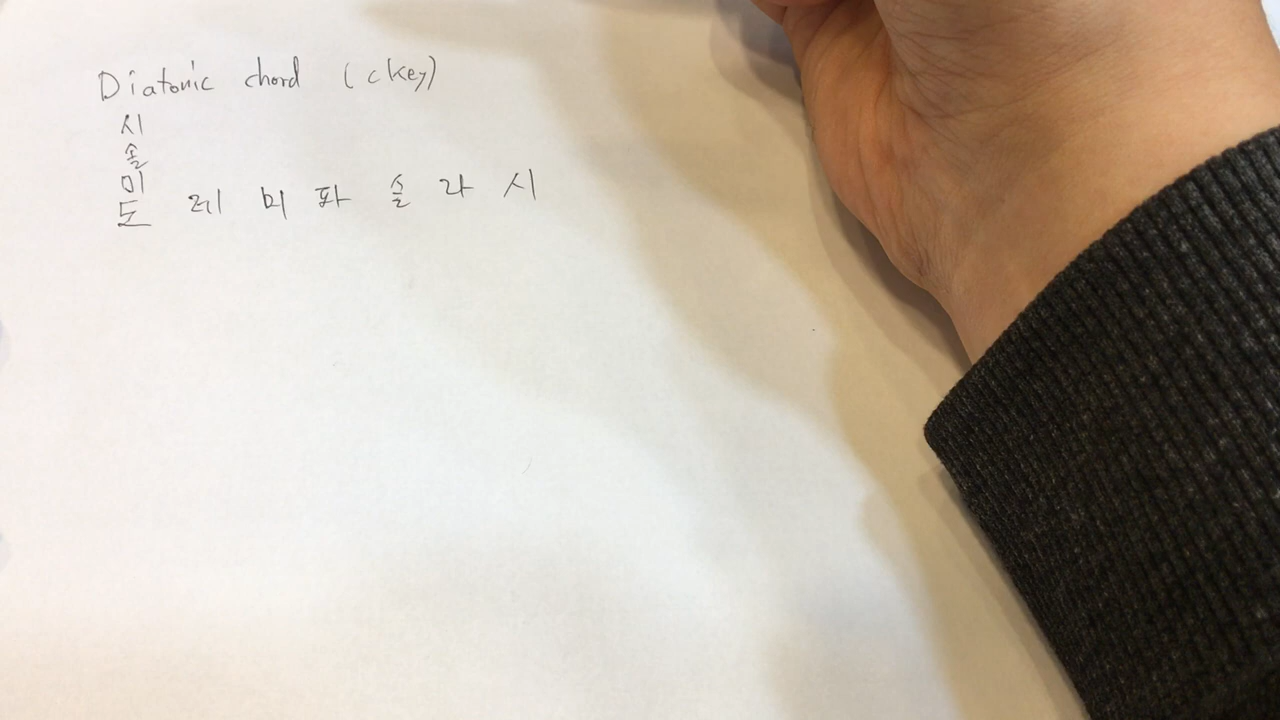 Diatonic chord (c key)
시
솔
미
도 레 미 파 솔 라 시